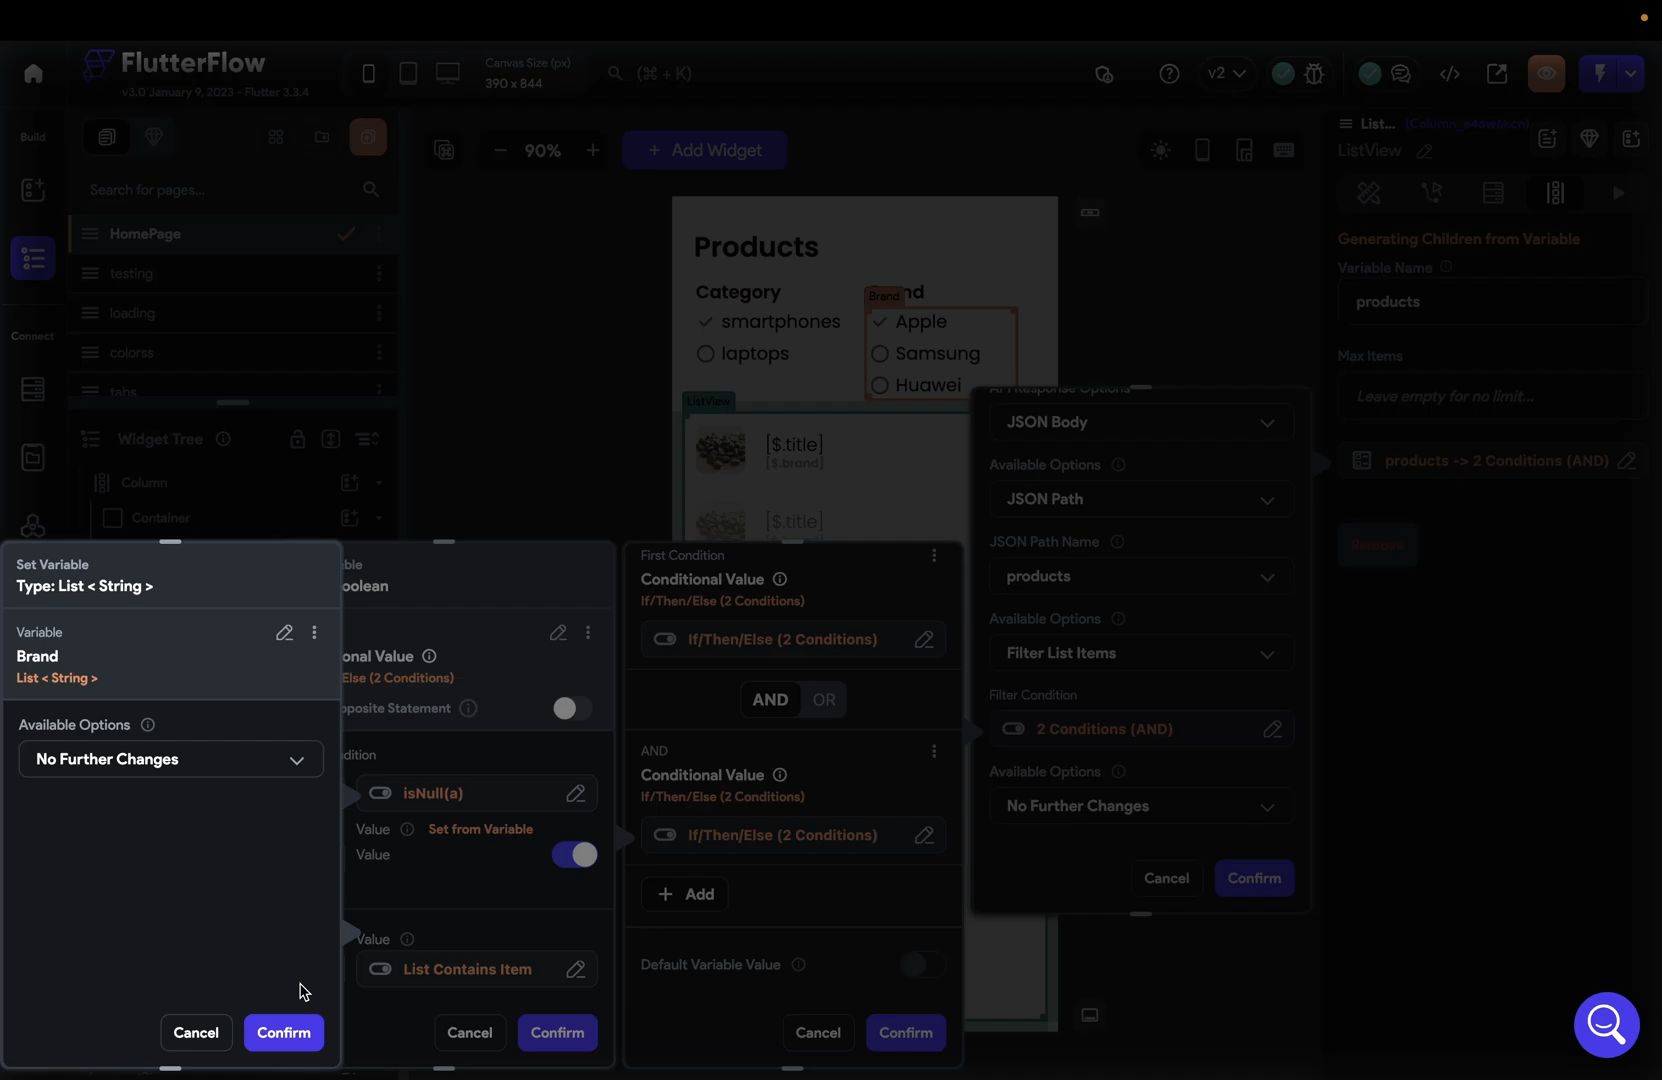 FlutterFlow
v3.0 January 9, 2023 - Flutter 3.3.4
Canvas Size (px)
390 x 844
(⌘ + K)
v2
Build
Search for pages...
HomePage
testing
loading
colorss
tabs
Connect
Widget Tree
Column
Container
90%
+ Add Widget
Products
Category
smartphones
laptops
Brand
Apple
Samsung
Huawei
ListView
[$.title]
[$.brand]
[$.title]
List...
ListView
Generating Children from Variable
Variable Name
products
Max Items
Leave empty for no limit...
products -> 2 Conditions (AND)
Remove
API Response Options
JSON Body
Available Options
JSON Path
JSON Path Name
products
Available Options
Filter List Items
Filter Condition
2 Conditions (AND)
Available Options
No Further Changes
Cancel
Confirm
First Condition
Conditional Value
If/Then/Else (2 Conditions)
If/Then/Else (2 Conditions)
AND OR
AND
Conditional Value
If/Then/Else (2 Conditions)
If/Then/Else (2 Conditions)
+ Add
Default Variable Value
Cancel
Confirm
ble
oolean
onal Value
Else (2 Conditions)
pposite Statement
dition
isNull(a)
Value Set from Variable
Value
Value
List Contains Item
Cancel
Confirm
Set Variable
Type: List < String >
Variable
Brand
List < String >
Available Options
No Further Changes
Cancel
Confirm